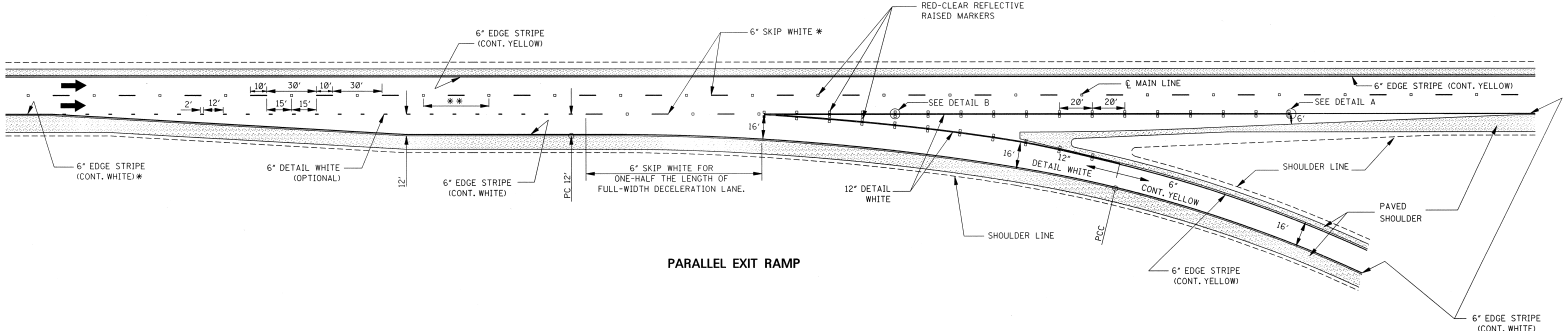 RED-CLEAR REFLECTIVE
RAISED MARKERS
6" EDGE STRIPE
(CONT. YELLOW)
6" SKIP WHITE *
10'
30'
10'
30'
2'
12'
15'
15'
**
SEE DETAIL B
℄ MAIN LINE
20'
20'
SEE DETAIL A
6" EDGE STRIPE (CONT. YELLOW)
6'
16'
6" EDGE STRIPE
(CONT. WHITE) *
6" DETAIL WHITE
(OPTIONAL)
12'
6" EDGE STRIPE
(CONT. WHITE)
PC 12'
6" SKIP WHITE FOR
ONE-HALF THE LENGTH OF
FULL-WIDTH DECELERATION LANE.
12" DETAIL
WHITE
16'
12"
DETAIL WHITE
6"
CONT. YELLOW
SHOULDER LINE
PAVED
SHOULDER
SHOULDER LINE
PCC
16'
PARALLEL EXIT RAMP
6" EDGE STRIPE
(CONT. YELLOW)
6" EDGE STRIPE
(CONT. WHITE)